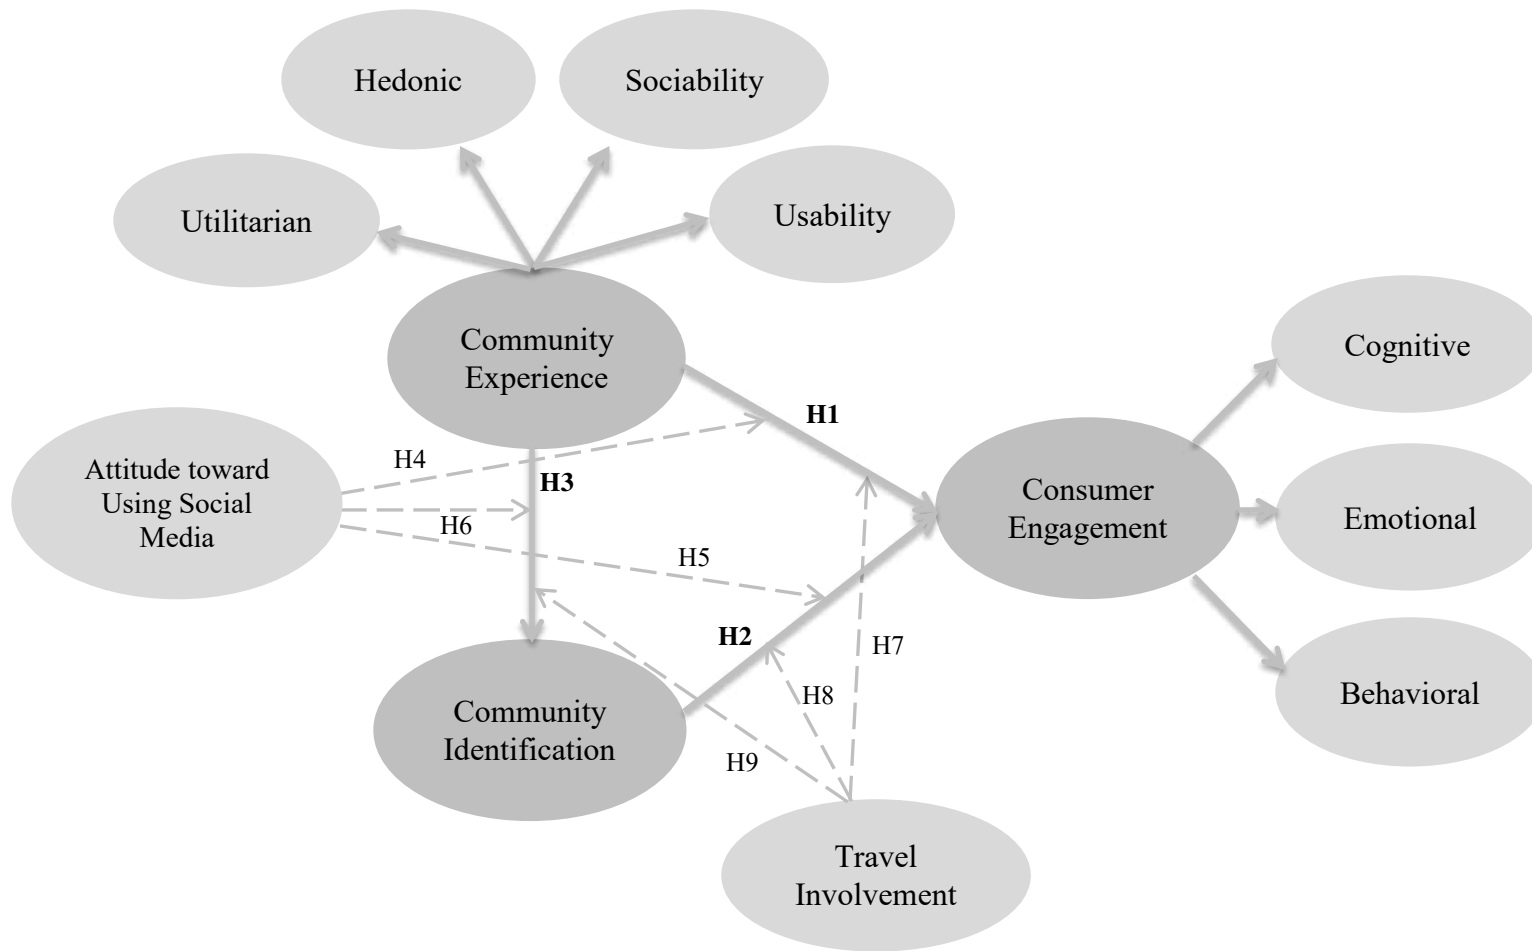 Hedonic
Sociability
Utilitarian
Usability
Community
Experience
Cognitive
H1
H4
Attitude toward
Using Social
Media
H3
Consumer
Engagement
H6
Emotional
H5
H2
H7
Behavioral
H8
Community
Identification
H9
Travel
Involvement